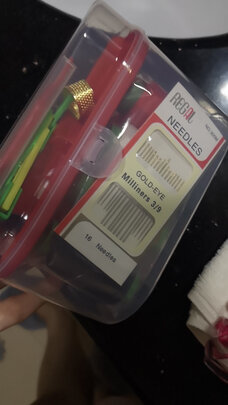 REGAL
NEEDLES
GOLD-EYE
Milliners 3/9
16 Needles